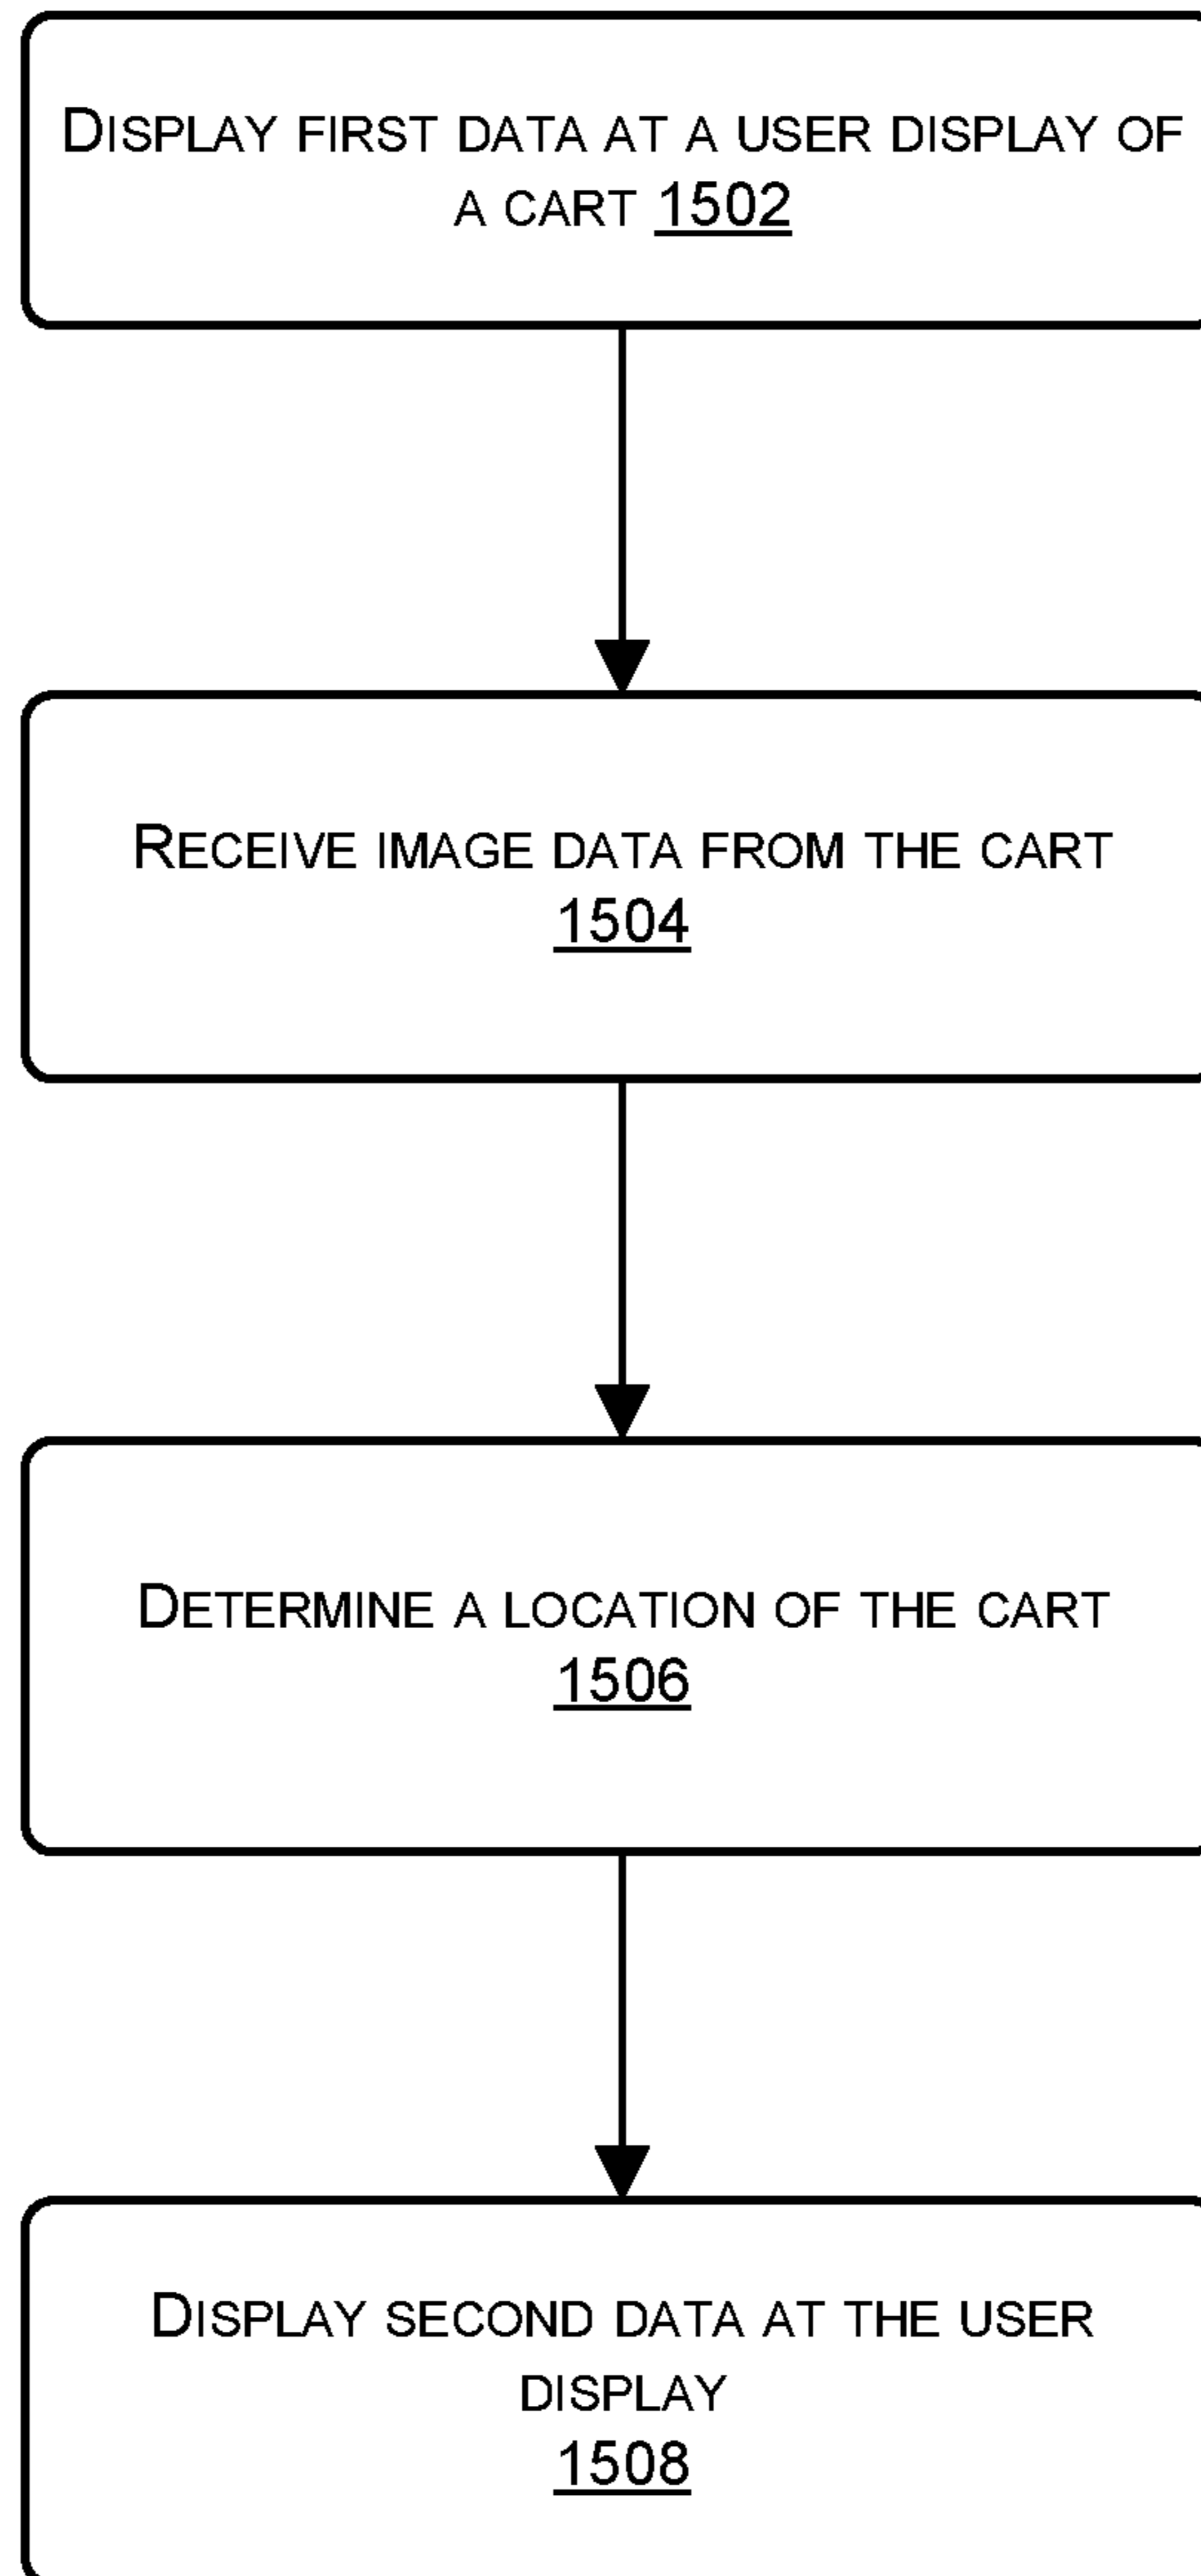 DISPLAY FIRST DATA AT A USER DISPLAY OF
A CART 1502
RECEIVE IMAGE DATA FROM THE CART
1504
DETERMINE A LOCATION OF THE CART
1506
DISPLAY SECOND DATA AT THE USER
DISPLAY
1508